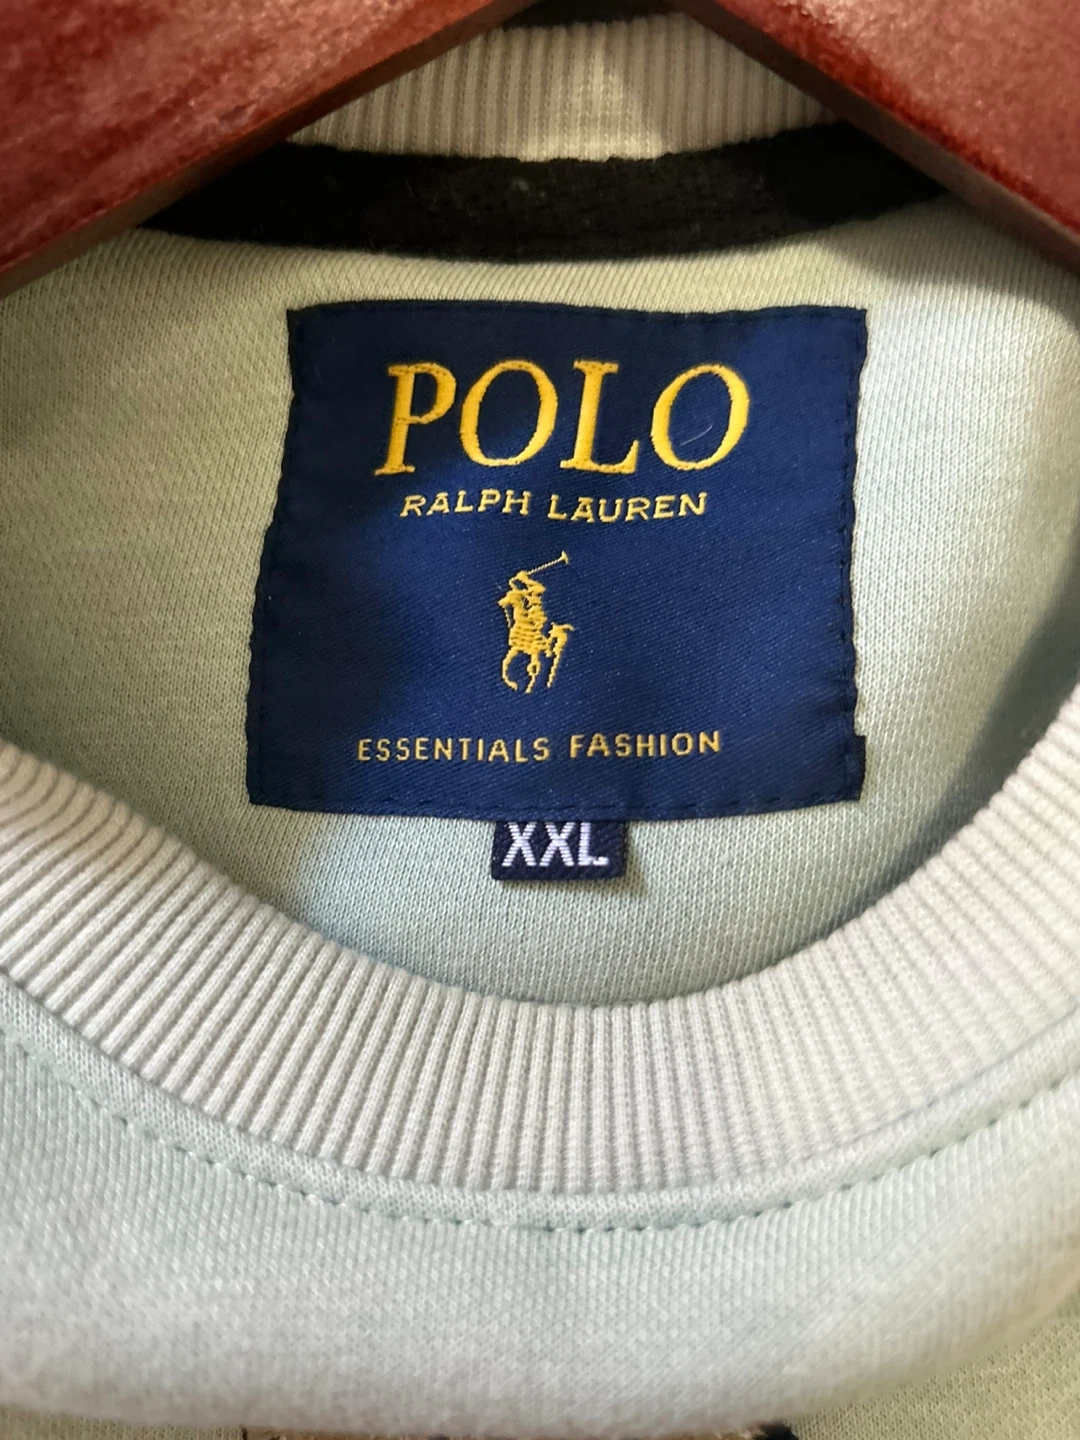 POLO
RALPH LAUREN
ESSENTIALS FASHION
XXL